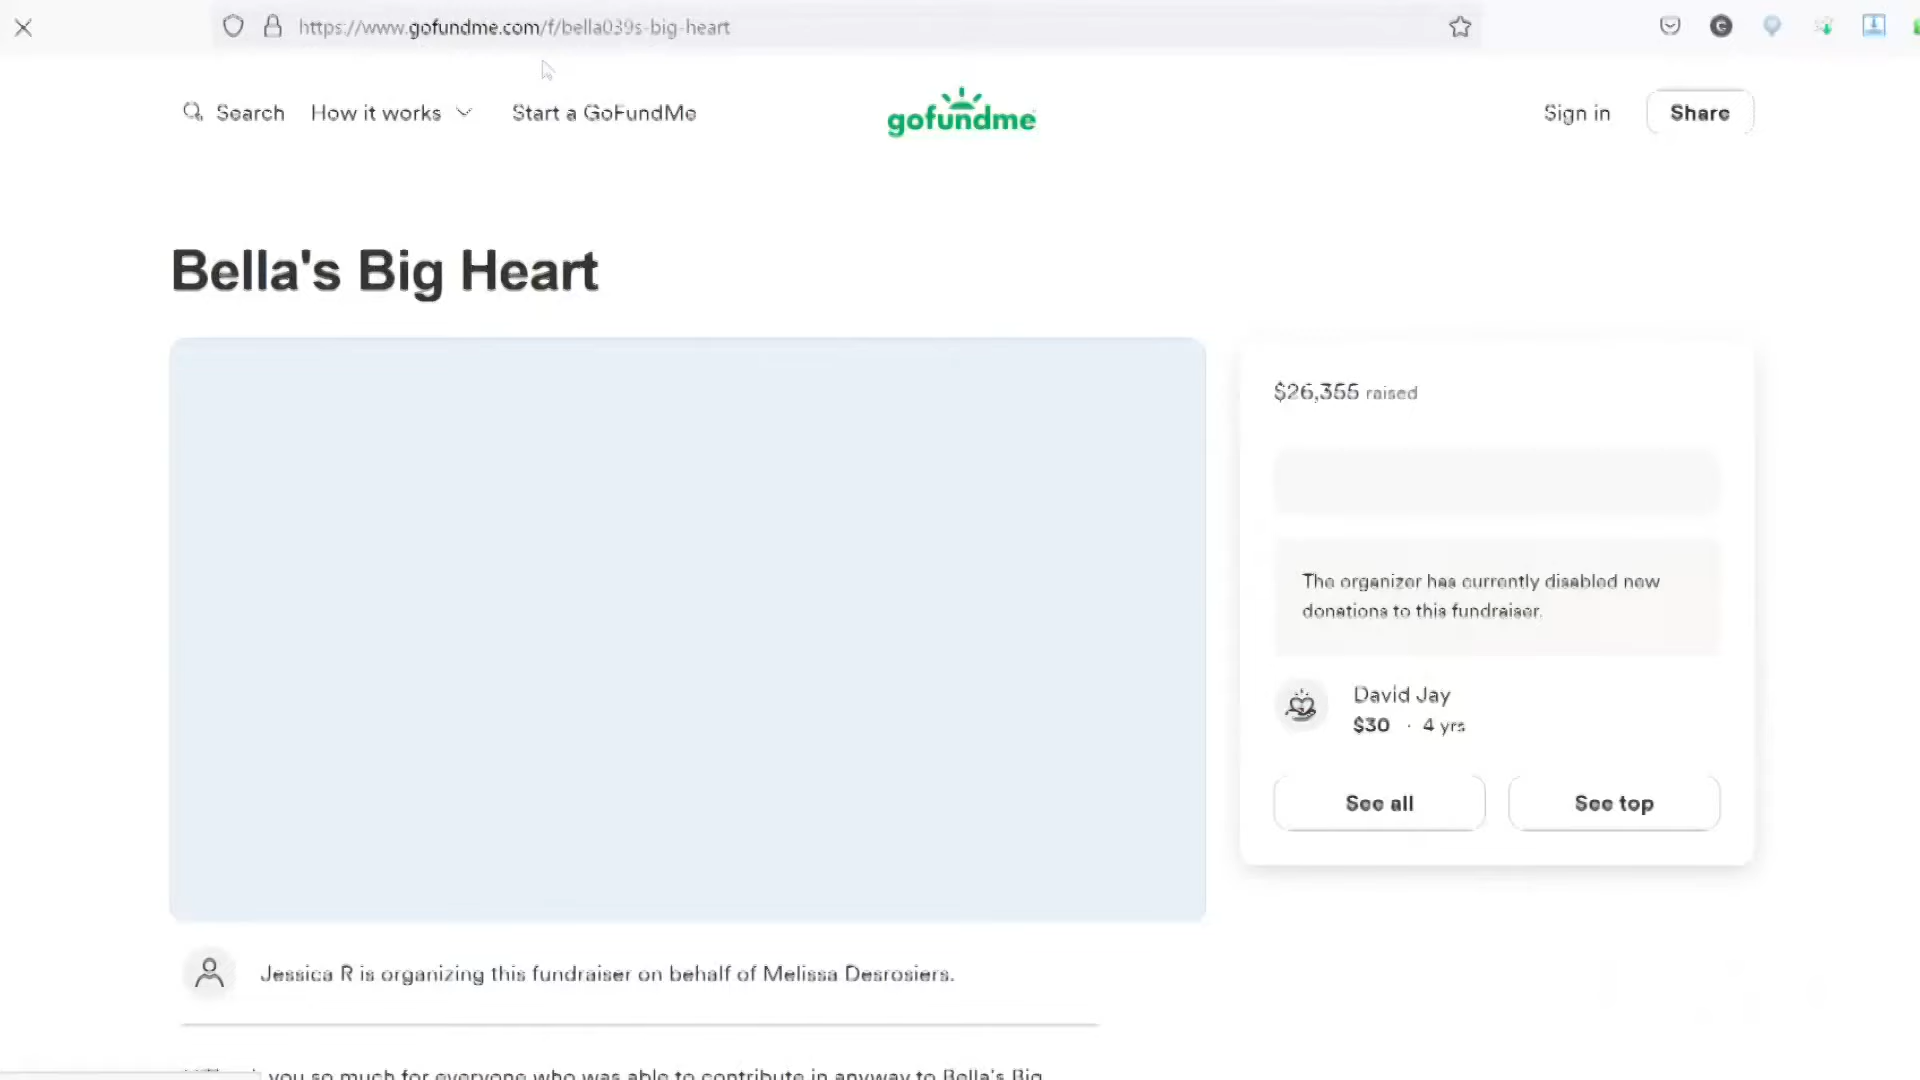 https://www.gofundme.com/f/bella039s-big-heart
Search How it works Start a GoFundMe gofundme Sign in Share
Bella's Big Heart
$26,355 raised
The organizer has currently disabled new
donations to this fundraiser.
David Jay
$30 · 4 yrs
See all See top
Jessica R is organizing this fundraiser on behalf of Melissa Desrosiers.
you so much for everyone who was able to contribute in anyway to Bella's Big